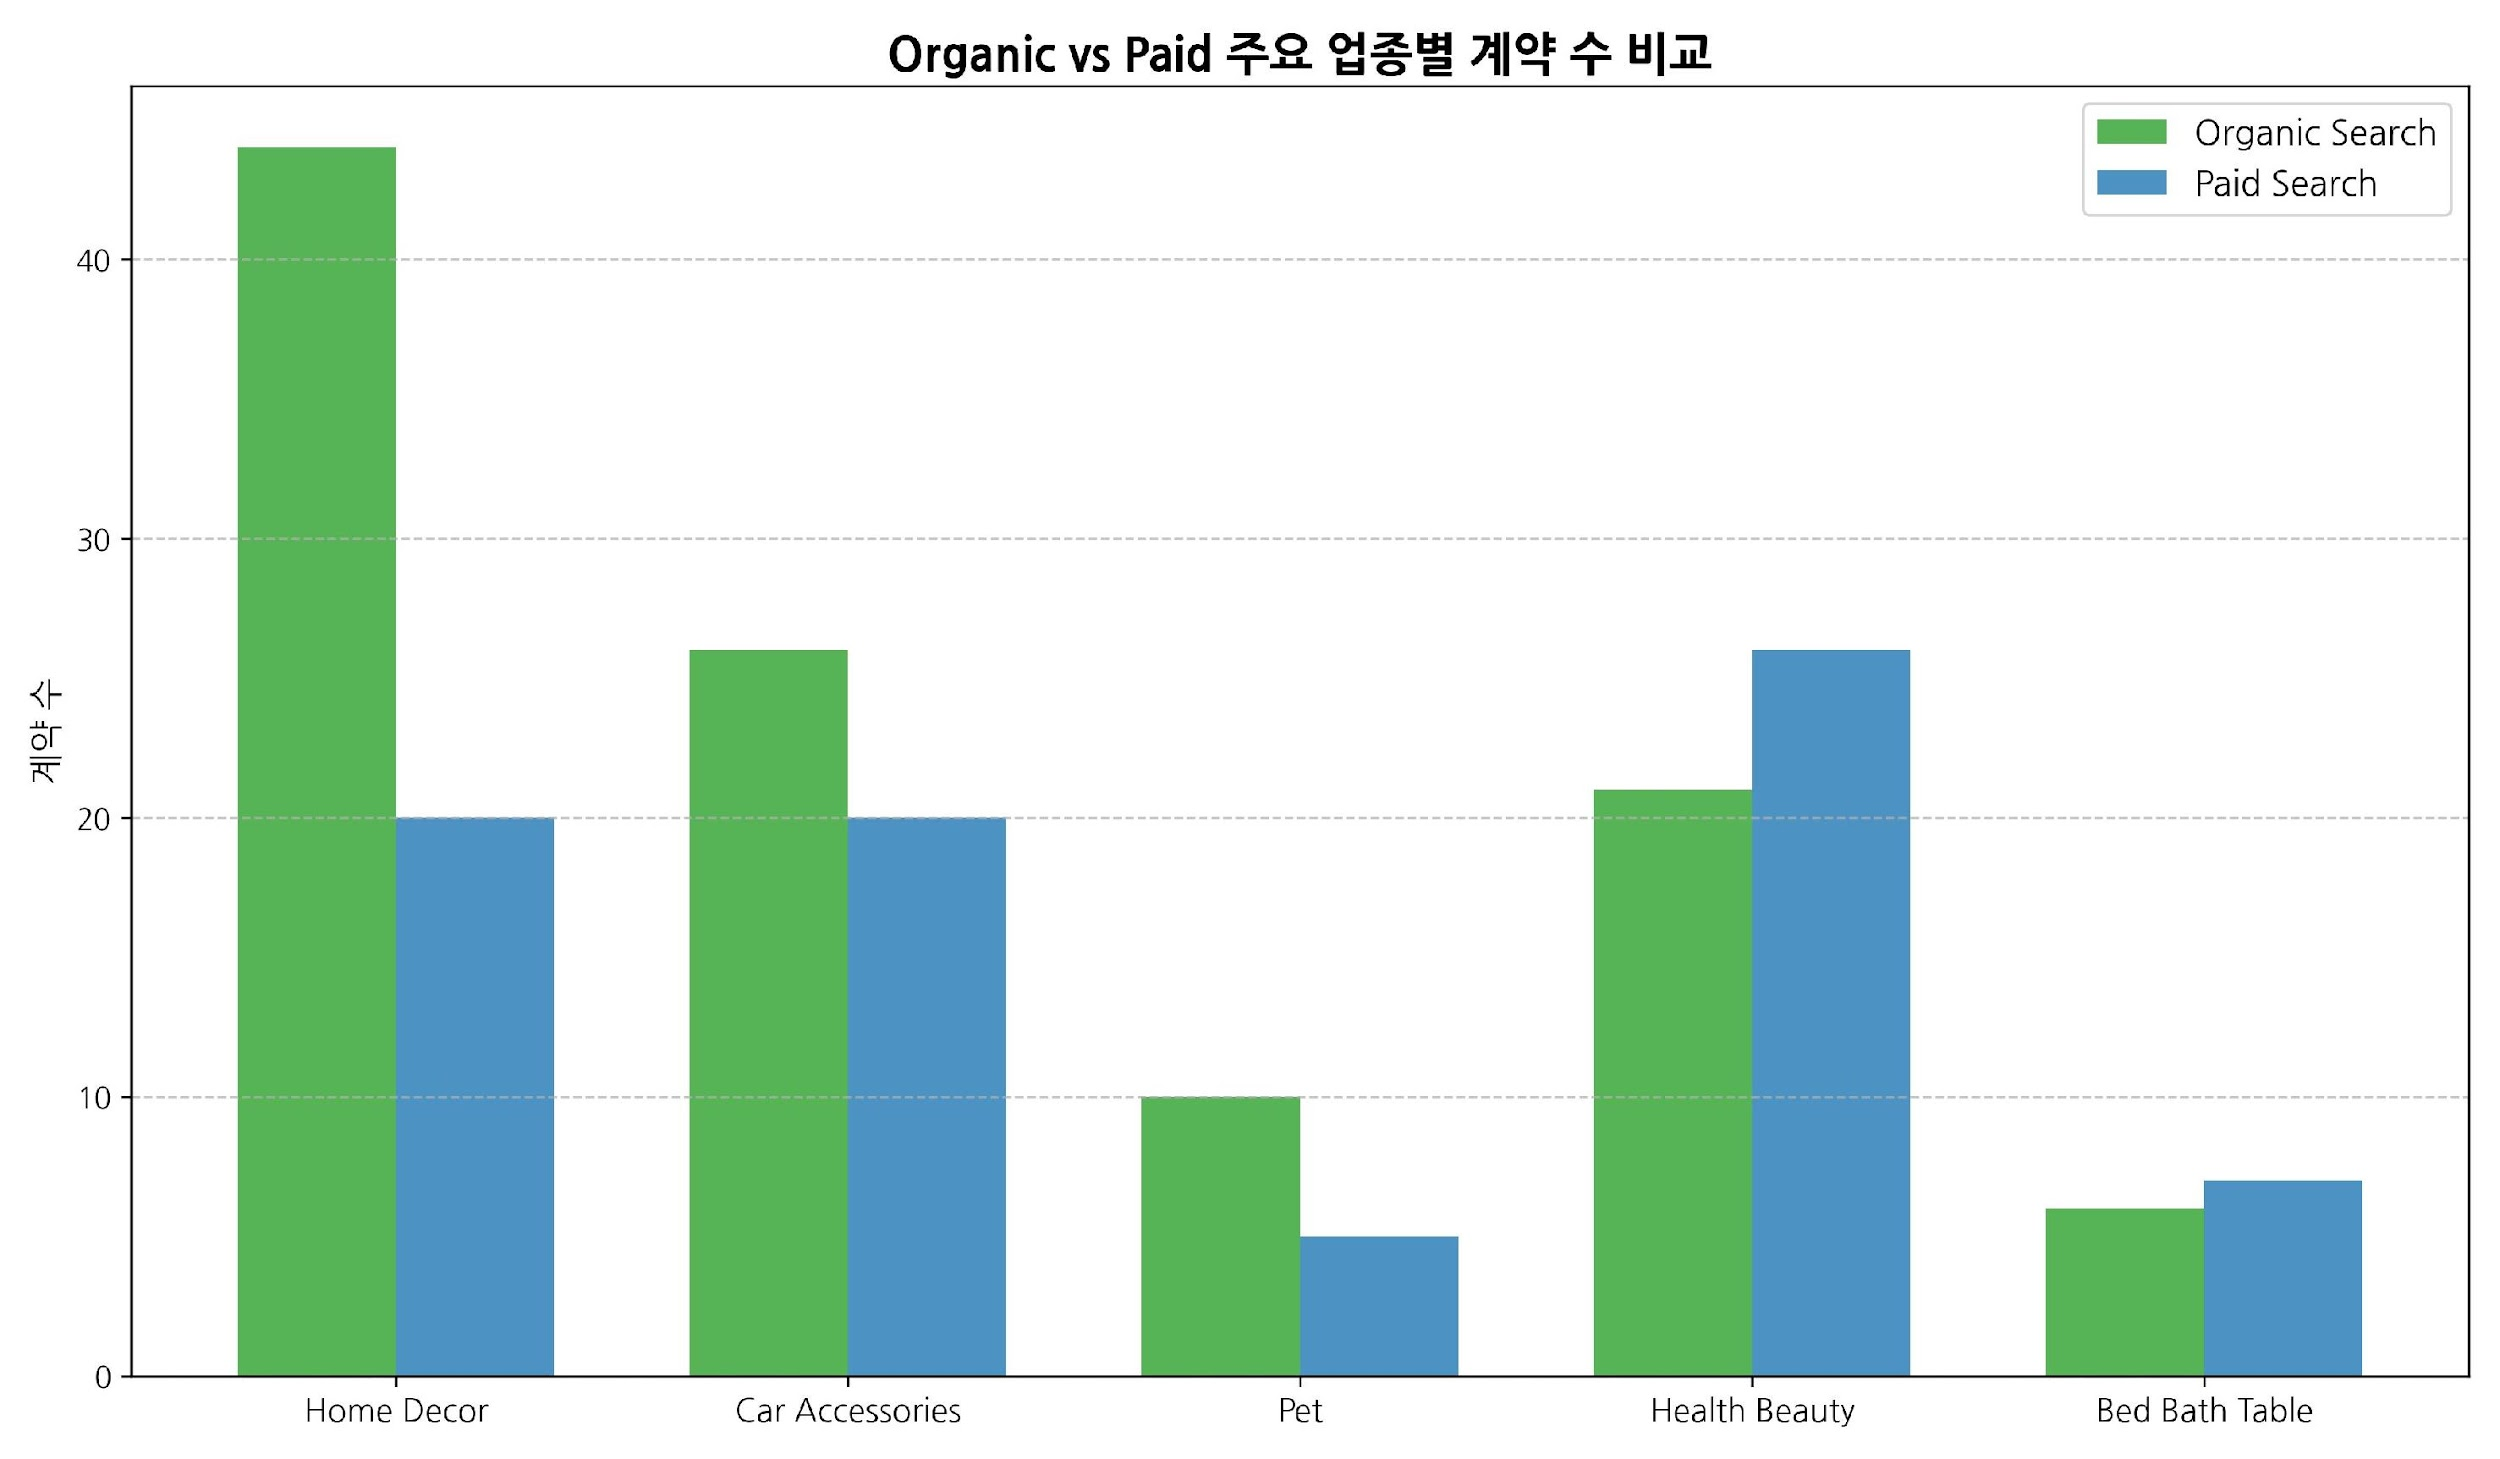 Organic vs Paid 주요 업종별 계약 수 비교
Organic Search
Paid Search
계약 수
40
30
20
10
0
Home Decor
Car Accessories
Pet
Health Beauty
Bed Bath Table